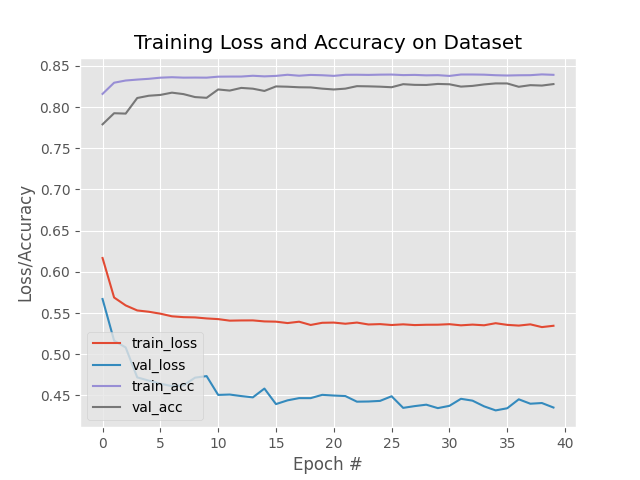 Training Loss and Accuracy on Dataset
Loss/Accuracy
0.85
0.80
0.75
0.70
0.65
0.60
0.55
0.50
0.45
train_loss
val_loss
train_acc
val_acc
0 5 10 15 20 25 30 35 40
Epoch #